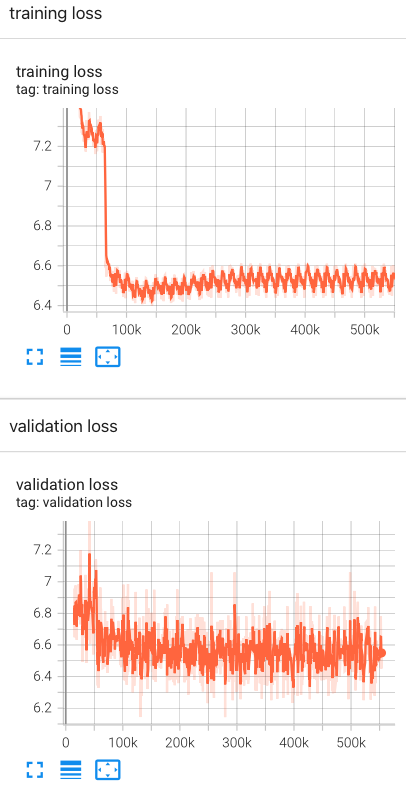 training loss
training loss
tag: training loss
7.2
7
6.8
6.6
6.4
0 100k 200k 300k 400k 500k
validation loss
validation loss
tag: validation loss
7.2
7
6.8
6.6
6.4
6.2
0 100k 200k 300k 400k 500k